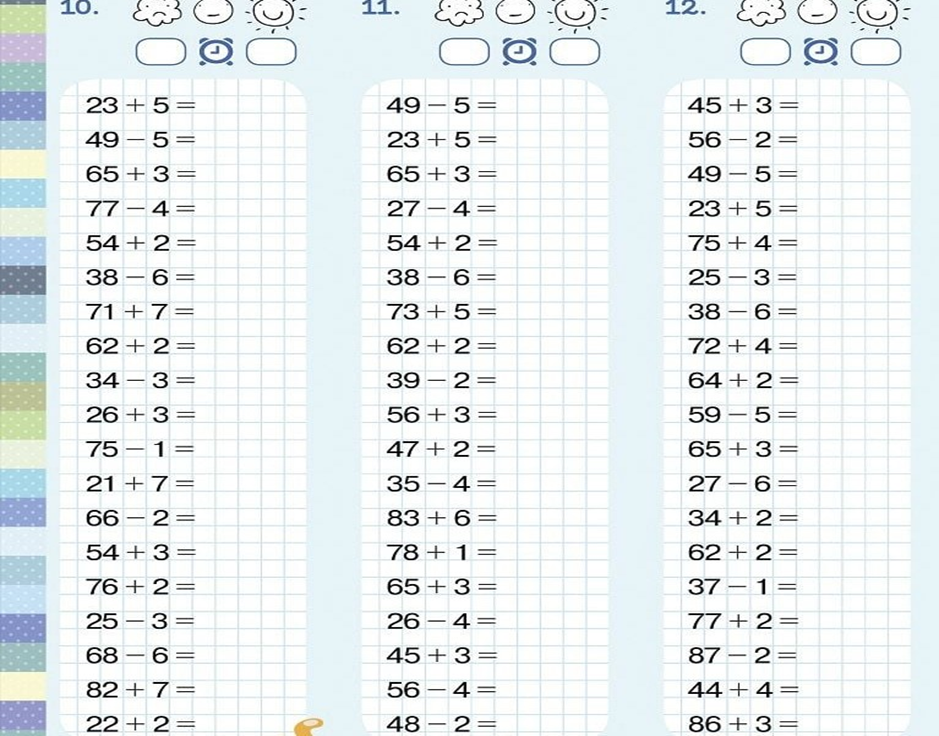 10.
23 + 5 =
49 − 5 =
65 + 3 =
77 − 4 =
54 + 2 =
38 − 6 =
71 + 7 =
62 + 2 =
34 − 3 =
26 + 3 =
75 − 1 =
21 + 7 =
66 − 2 =
54 + 3 =
76 + 2 =
25 − 3 =
68 − 6 =
82 + 7 =
22 + 2 =
11.
49 − 5 =
23 + 5 =
65 + 3 =
27 − 4 =
54 + 2 =
38 − 6 =
73 + 5 =
62 + 2 =
39 − 2 =
56 + 3 =
47 + 2 =
35 − 4 =
83 + 6 =
78 + 1 =
65 + 3 =
26 − 4 =
45 + 3 =
56 − 4 =
48 − 2 =
12.
45 + 3 =
56 − 2 =
49 − 5 =
23 + 5 =
75 + 4 =
25 − 3 =
38 − 6 =
72 + 4 =
64 + 2 =
59 − 5 =
65 + 3 =
27 − 6 =
34 + 2 =
62 + 2 =
37 − 1 =
77 + 2 =
87 − 2 =
44 + 4 =
86 + 3 =